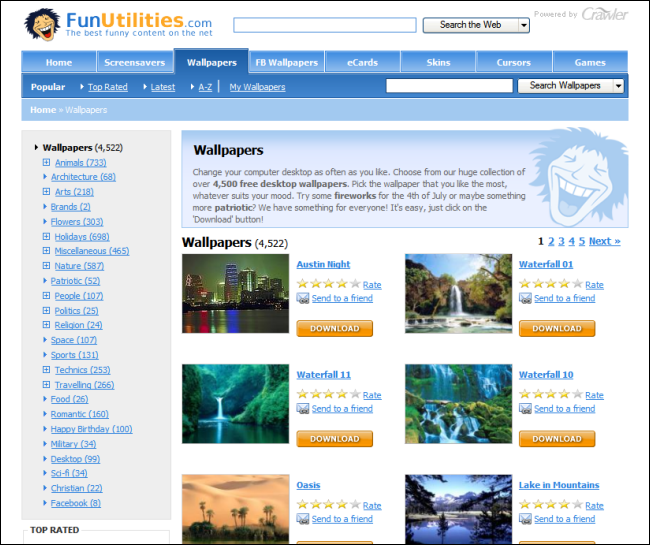 FunUtilities.com
The best funny content on the net
Search the Web
Powered by Crawler
Home Screensavers Wallpapers FB Wallpapers eCards Skins Cursors Games
Popular Top Rated Latest A-Z My Wallpapers Search Wallpapers
Home » Wallpapers
Wallpapers (4,522)
Animals (733)
Architecture (68)
Arts (218)
Brands (2)
Flowers (303)
Holidays (698)
Miscellaneous (465)
Nature (587)
Patriotic (52)
People (107)
Politics (25)
Religion (24)
Space (107)
Sports (131)
Technics (253)
Travelling (266)
Food (26)
Romantic (160)
Happy Birthday (100)
Military (34)
Desktop (99)
Sci-fi (34)
Christian (22)
Facebook (8)
TOP RATED
Wallpapers
Change your computer desktop as often as you like. Choose from our huge collection of
over 4,500 free desktop wallpapers. Pick the wallpaper that you like the most,
whatever suits your mood. Try some fireworks for the 4th of July or maybe something
more patriotic? We have something for everyone! It's easy, just click on the
'Download' button!
Wallpapers (4,522)
1 2 3 4 5 Next »
Austin Night
Rate
Send to a friend
DOWNLOAD
Waterfall 01
Rate
Send to a friend
DOWNLOAD
Waterfall 11
Rate
Send to a friend
DOWNLOAD
Waterfall 10
Rate
Send to a friend
DOWNLOAD
Oasis
Rate
Send to a friend
Lake in Mountains
Rate
Send to a friend